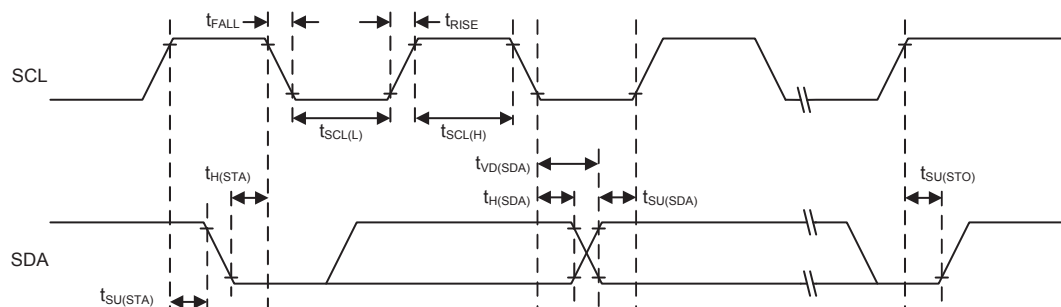 tFALL
tRISE
SCL
tSCL(L)
tSCL(H)
tVD(SDA)
tH(STA)
tSU(STO)
tH(SDA)
tSU(SDA)
SDA
tSU(STA)